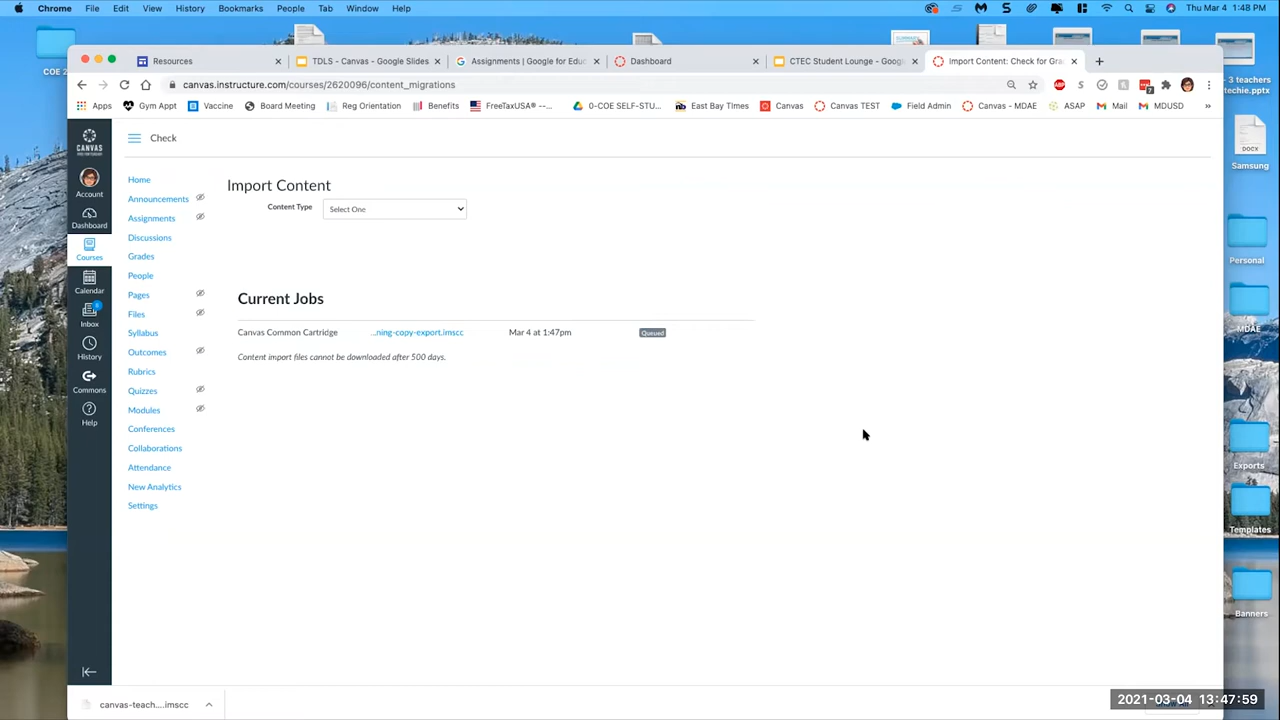 Chrome File Edit View History Bookmarks People Tab Window Help Thu Mar 4 1:48 PM
COE 2
Resources TDLS - Canvas - Google Slides Assignments | Google for Educ Dashboard CTEC Student Lounge - Googl Import Content: Check for Gra
canvas.instructure.com/courses/2620096/content_migrations
Apps Gym Appt Vaccine Board Meeting Reg Orientation Benefits FreeTaxUSA® --... 0-COE SELF-STU... East Bay TImes Canvas Canvas TEST Field Admin Canvas - MDAE ASAP Mail MDUSD »
- 3 teachers
techie.pptx
DOCX
Samsung
Personal
MDAE
Exports
Templates
Banners
CANVAS
Account
Dashboard
Courses
Calendar
Inbox
History
Commons
Help
Check
Home
Announcements
Assignments
Discussions
Grades
People
Pages
Files
Syllabus
Outcomes
Rubrics
Quizzes
Modules
Conferences
Collaborations
Attendance
New Analytics
Settings
Import Content
Content Type Select One
Current Jobs
Canvas Common Cartridge ...ning-copy-export.imscc Mar 4 at 1:47pm Queued
Content import files cannot be downloaded after 500 days.
canvas-teach....imscc
2021-03-04 13:47:59